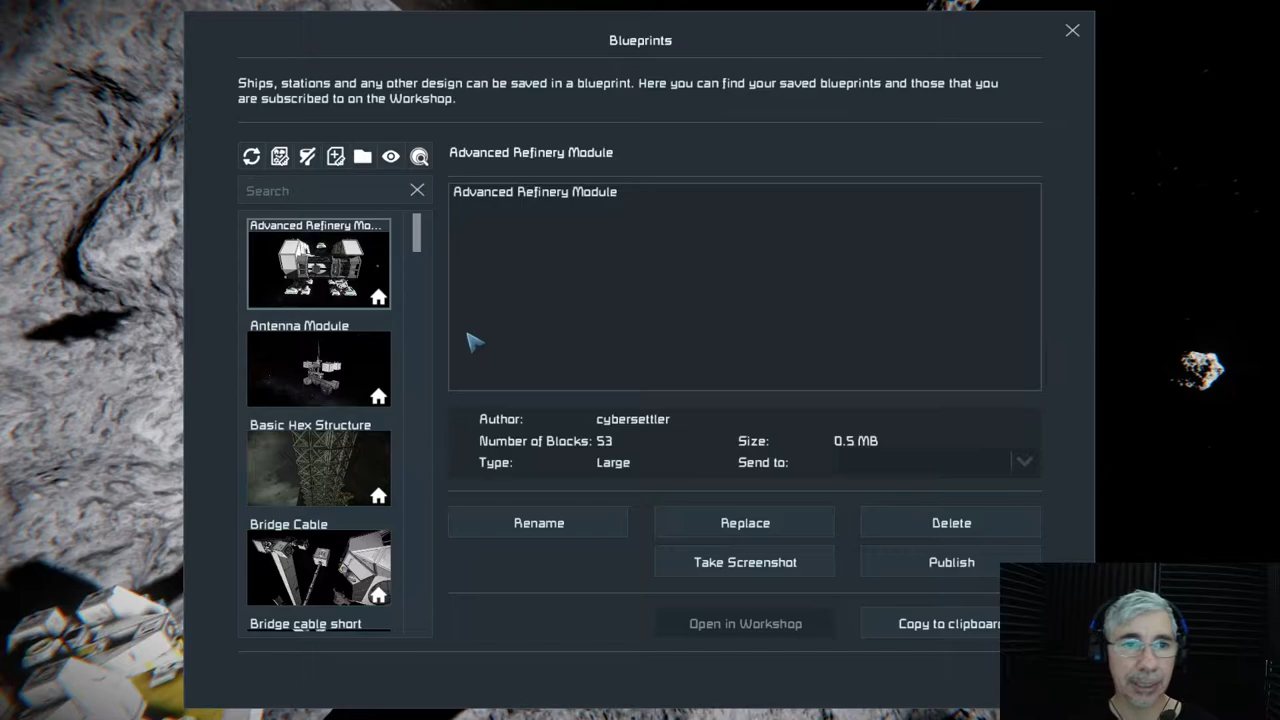 Blueprints
Ships, stations and any other design can be saved in a blueprint. Here you can find your saved blueprints and those that you
are subscribed to on the Workshop.
Search
Advanced Refinery Mo...
Antenna Module
Basic Hex Structure
Bridge Cable
Bridge cable short
Advanced Refinery Module
Advanced Refinery Module
Author: cybersettler
Number of Blocks: 53 Size: 0.5 MB
Type: Large Send to:
Rename Replace Delete
Take Screenshot Publish
Open in Workshop Copy to clipboard